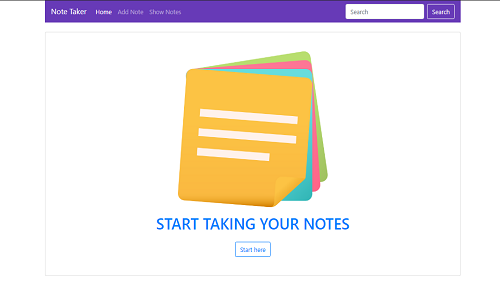 Note Taker Home Add Note Show Notes Search Search
START TAKING YOUR NOTES
Start here